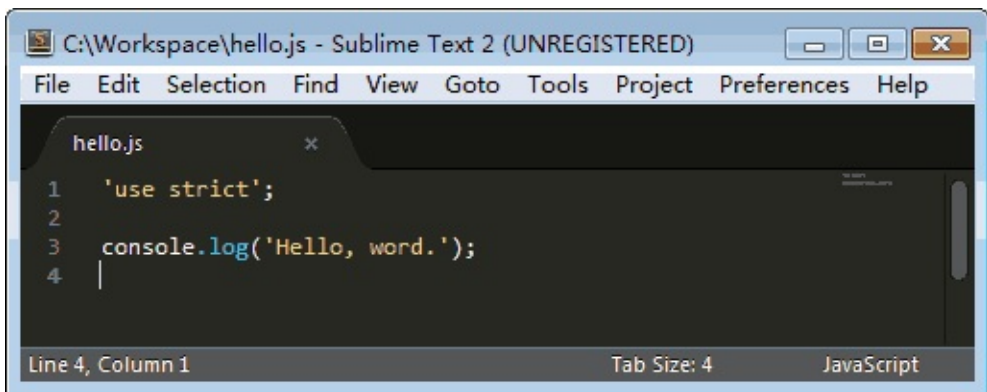 C:\Workspace\hello.js - Sublime Text 2 (UNREGISTERED)
File Edit Selection Find View Goto Tools Project Preferences Help
hello.js
1 'use strict';
2
3 console.log('Hello, word.');
4
Line 4, Column 1 Tab Size: 4 JavaScript